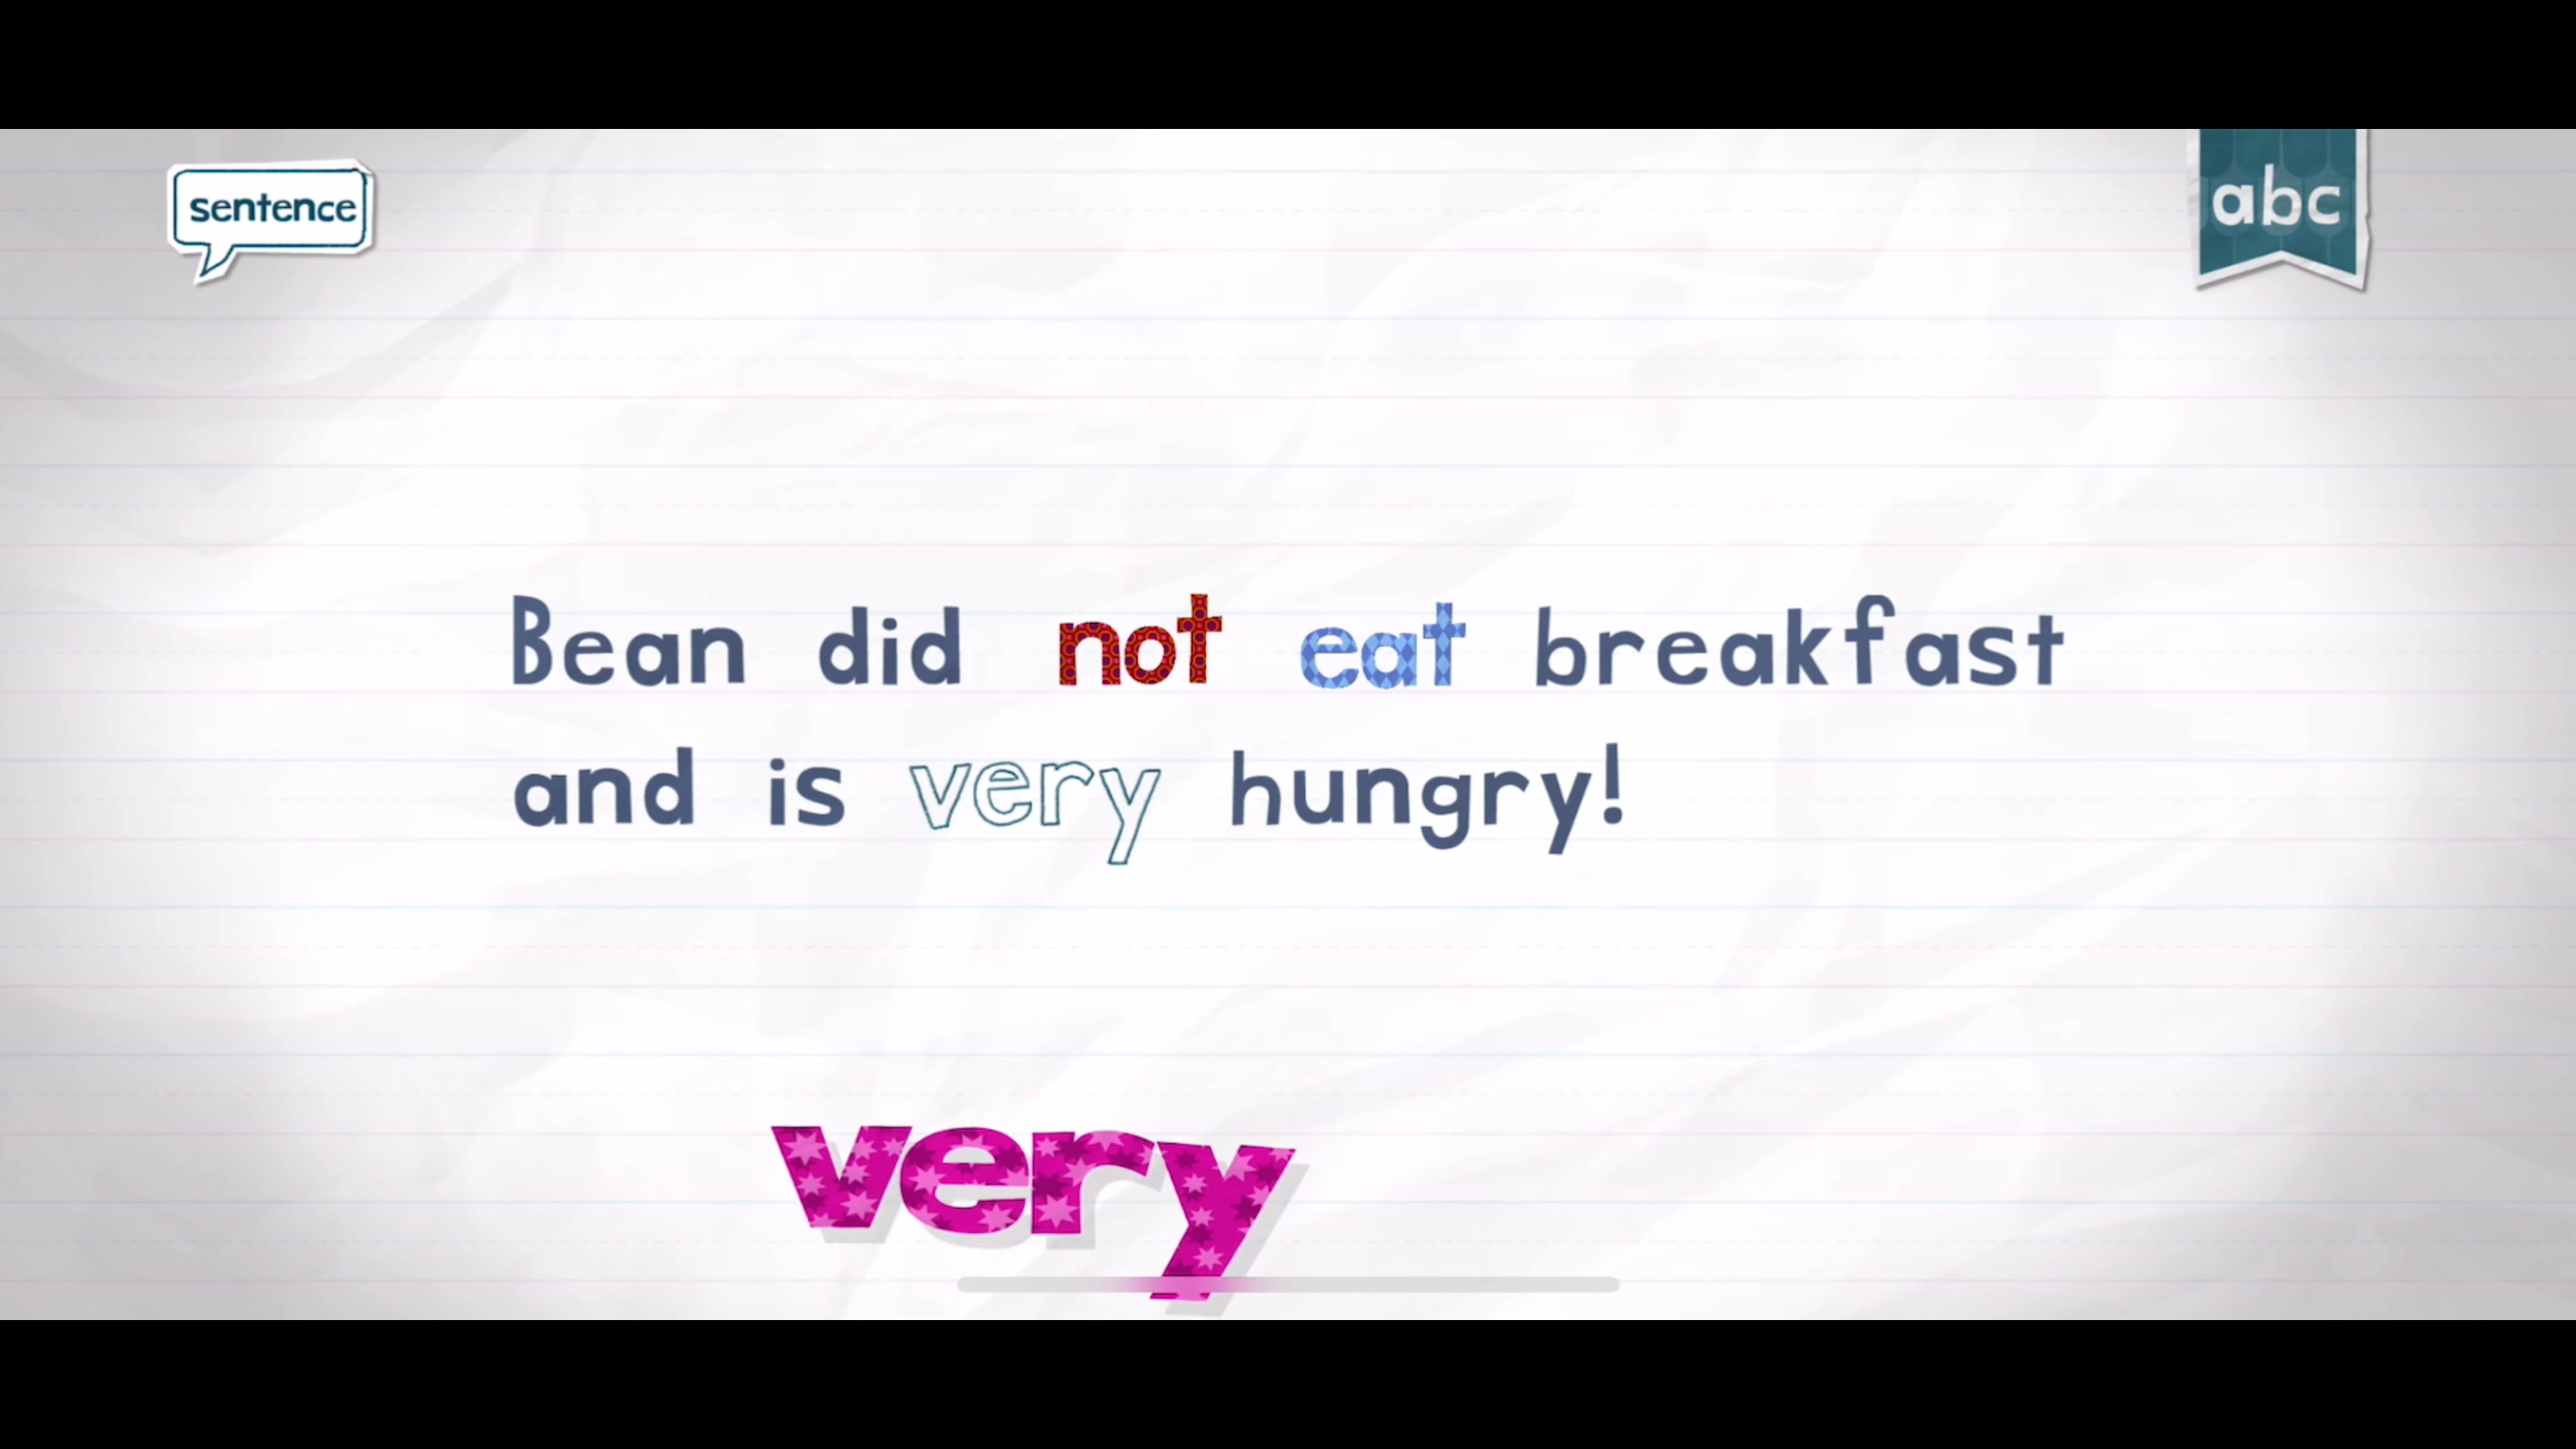 sentence
abc
Bean did not eat breakfast
and is very hungry!
very